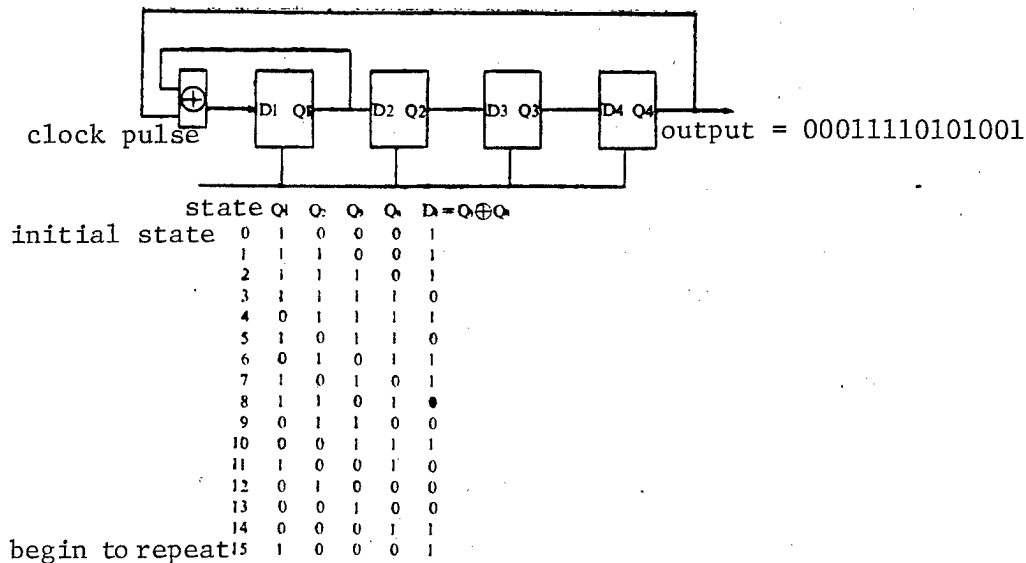 ⊕ D1 Q1 D2 Q2 D3 Q3 D4 Q4
clock pulse output = 00011110101001
state Q1 Q2 Q3 Q4 D1=Q1⊕Q4
initial state 0 1 0 0 0 1
1 1 1 0 0 1
2 1 1 1 0 1
3 1 1 1 1 0
4 0 1 1 1 1
5 1 0 1 1 0
6 0 1 0 1 1
7 1 0 1 0 1
8 1 1 0 1
9 0 1 1 0 0
10 0 0 1 1 1
11 1 0 0 1 0
12 0 1 0 0 0
13 0 0 1 0 0
14 0 0 0 1 1
begin to repeat 15 1 0 0 0 1